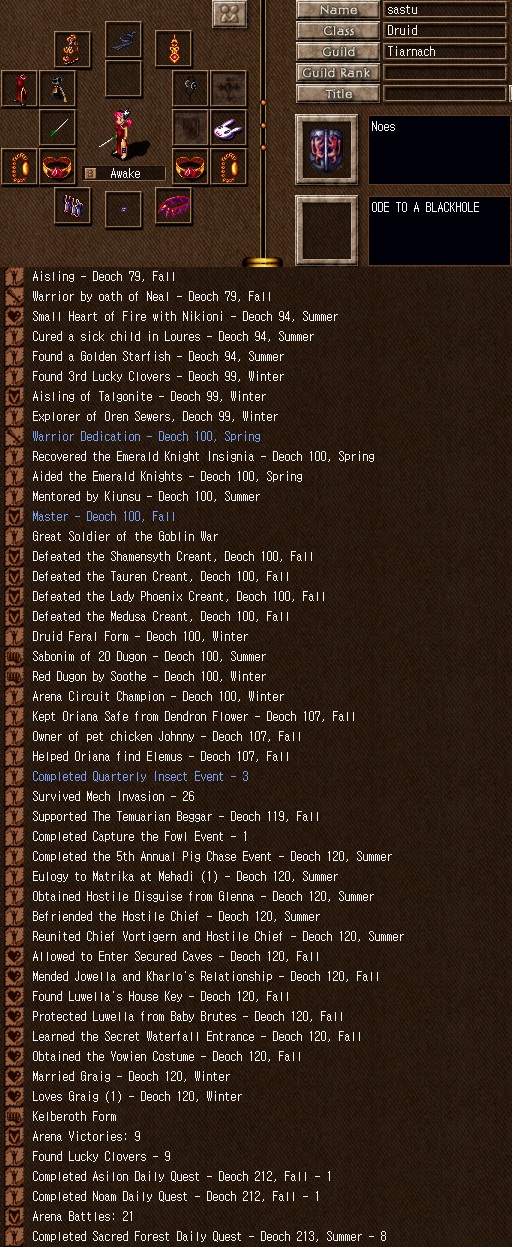 Name sastu
Class Druid
Guild Tiarnach
Guild Rank
Title
Noes
Awake
ODE TO A BLACKHOLE
Aisling - Deoch 79, Fall
Warrior by oath of Neal - Deoch 79, Fall
Small Heart of Fire with Nikioni - Deoch 94, Summer
Cured a sick child in Loures - Deoch 94, Summer
Found a Golden Starfish - Deoch 94, Summer
Found 3rd Lucky Clovers - Deoch 99, Winter
Aisling of Talgonite - Deoch 99, Winter
Explorer of Oren Sewers, Deoch 99, Winter
Warrior Dedication - Deoch 100, Spring
Recovered the Emerald Knight Insignia - Deoch 100, Spring
Aided the Emerald Knights - Deoch 100, Spring
Mentored by Kiunsu - Deoch 100, Summer
Master - Deoch 100, Fall
Great Soldier of the Goblin War
Defeated the Shamensyth Creant, Deoch 100, Fall
Defeated the Tauren Creant, Deoch 100, Fall
Defeated the Lady Phoenix Creant, Deoch 100, Fall
Defeated the Medusa Creant, Deoch 100, Fall
Druid Feral Form - Deoch 100, Winter
Sabonim of 20 Dugon - Deoch 100, Summer
Red Dugon by Soothe - Deoch 100, Winter
Arena Circuit Champion - Deoch 100, Winter
Kept Oriana Safe from Dendron Flower - Deoch 107, Fall
Owner of pet chicken Johnny - Deoch 107, Fall
Helped Oriana find Elemus - Deoch 107, Fall
Completed Quarterly Insect Event - 3
Survived Mech Invasion - 26
Supported The Temuarian Beggar - Deoch 119, Fall
Completed Capture the Fowl Event - 1
Completed the 5th Annual Pig Chase Event - Deoch 120, Summer
Eulogy to Matrika at Mehadi (1) - Deoch 120, Summer
Obtained Hostile Disguise from Glenna - Deoch 120, Summer
Befriended the Hostile Chief - Deoch 120, Summer
Reunited Chief Vortigern and Hostile Chief - Deoch 120, Summer
Allowed to Enter Secured Caves - Deoch 120, Fall
Mended Jowella and Kharlo's Relationship - Deoch 120, Fall
Found Luwella's House Key - Deoch 120, Fall
Protected Luwella from Baby Brutes - Deoch 120, Fall
Learned the Secret Waterfall Entrance - Deoch 120, Fall
Obtained the Yowien Costume - Deoch 120, Fall
Married Graig - Deoch 120, Winter
Loves Graig (1) - Deoch 120, Winter
Kelberoth Form
Arena Victories: 9
Found Lucky Clovers - 9
Completed Asilon Daily Quest - Deoch 212, Fall - 1
Completed Noam Daily Quest - Deoch 212, Fall - 1
Arena Battles: 21
Completed Sacred Forest Daily Quest - Deoch 213, Summer - 8